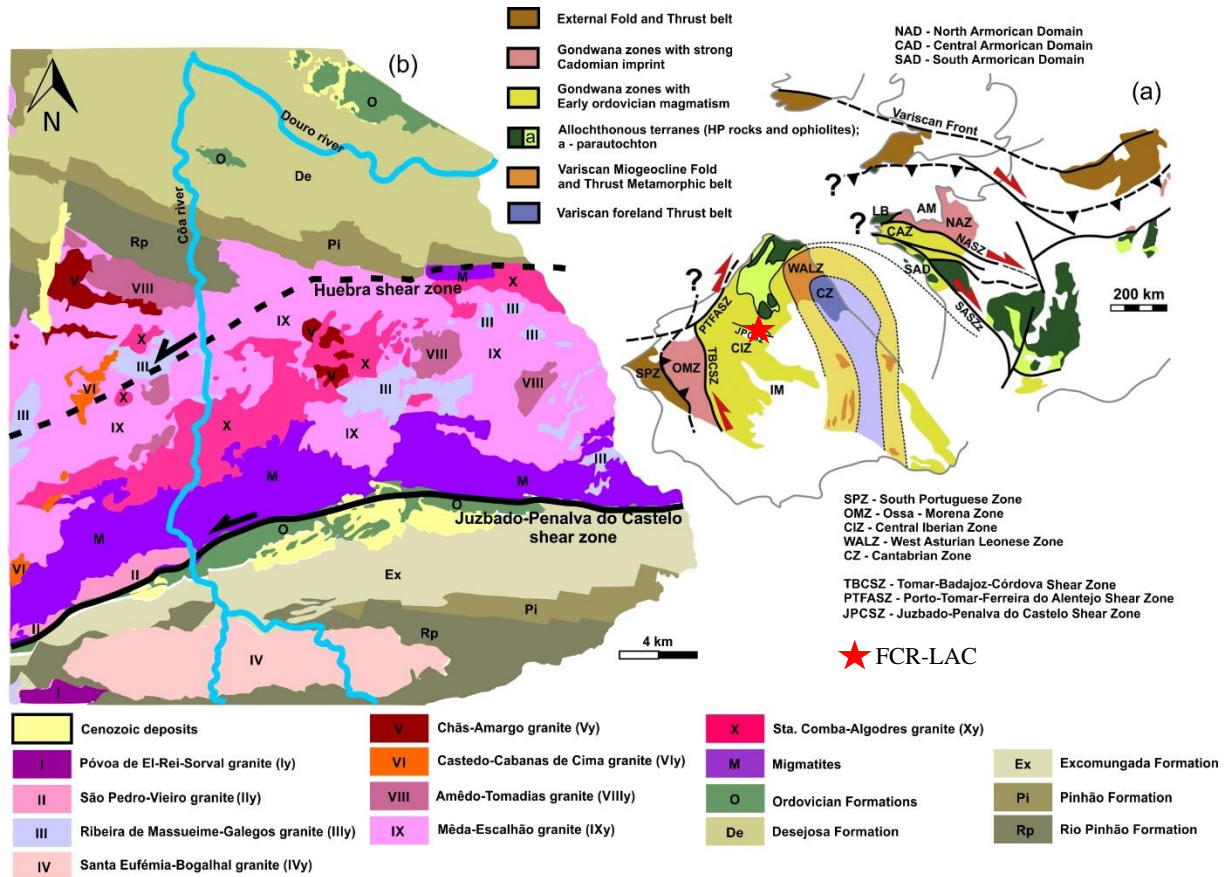 (b)
N
Douro river
Côa river
O
O
De
Rp
Pi
V
VIII
Huebra shear zone
M
X
IX
III
III
III
V
X
X
III
VIII
IX
VI
X
V
III
VIII
III
IX
X
IX
M
III
M
M
O
O
Juzbado-Penalva do Castelo
shear zone
VI
II
Ex
II
Pi
Rp
IV
I
4 km
External Fold and Thrust belt
Gondwana zones with strong
Cadomian imprint
Gondwana zones with
Early ordovician magmatism
a
Allochthonous terranes (HP rocks and ophiolites);
a - parautochton
Variscan Miogeocline Fold
and Thrust Metamorphic belt
Variscan foreland Thrust belt
NAD - North Armorican Domain
CAD - Central Armorican Domain
SAD - South Armorican Domain
(a)
Variscan Front
?
?
?
LB
AM
NAZ
CAZ
NASZ
SAD
SASZz
200 km
WALZ
CZ
PTFASZ
CIZ
TBCSZ
OMZ
SPZ
IM
SPZ - South Portuguese Zone
OMZ - Ossa - Morena Zone
CIZ - Central Iberian Zone
WALZ - West Asturian Leonese Zone
CZ - Cantabrian Zone
TBCSZ - Tomar-Badajoz-Córdova Shear Zone
PTFASZ - Porto-Tomar-Ferreira do Alentejo Shear Zone
JPCSZ - Juzbado-Penalva do Castelo Shear Zone
FCR-LAC
Cenozoic deposits
I Póvoa de El-Rei-Sorval granite (Iγ)
II São Pedro-Vieiro granite (IIγ)
III Ribeira de Massueime-Galegos granite (IIIγ)
IV Santa Eufémia-Bogalhal granite (IVγ)
V Chãs-Amargo granite (Vγ)
VI Castedo-Cabanas de Cima granite (VIγ)
VIII Amêdo-Tomadias granite (VIIIγ)
IX Mêda-Escalhão granite (IXγ)
X Sta. Comba-Algodres granite (Xγ)
M Migmatites
O Ordovician Formations
De Desejosa Formation
Ex Excomungada Formation
Pi Pinhão Formation
Rp Rio Pinhão Formation